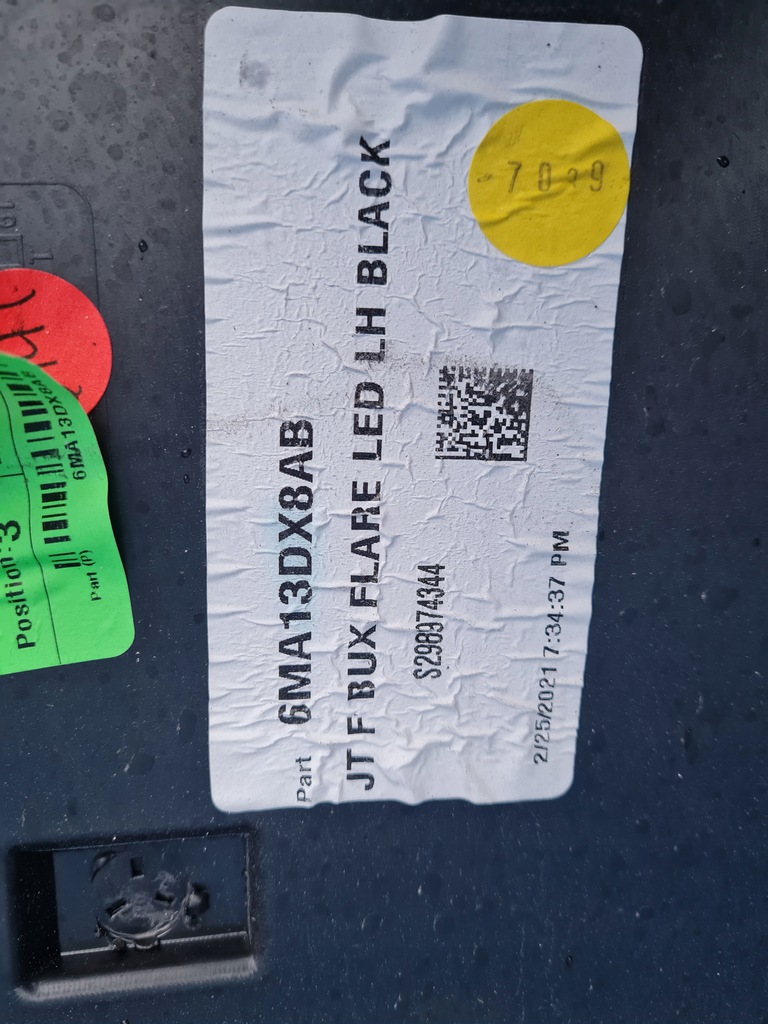 Part 6MA13DX8AB
JT F BUX FLARE LED LH BLACK
S298974344
2/25/2021 7:34:37 PM
Position: 3
Part (P)
6MA13DX8AB